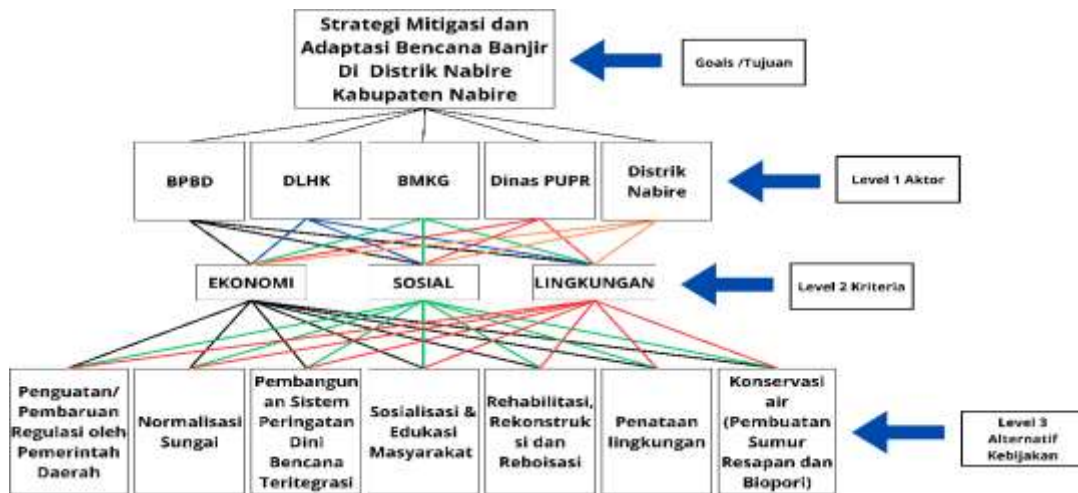 Strategi Mitigasi dan
Adaptasi Bencana Banjir
Di Distrik Nabire
Kabupaten Nabire
Goals /Tujuan
BPBD
DLHK
BMKG
Dinas PUPR
Distrik
Nabire
Level 1 Aktor
EKONOMI
SOSIAL
LINGKUNGAN
Level 2 Kriteria
Penguatan/
Pembaruan
Regulasi oleh
Pemerintah
Daerah
Normalisasi
Sungai
Pembangun
an Sistem
Peringatan
Dini
Bencana
Teritegrasi
Sosialisasi &
Edukasi
Masyarakat
Rehabilitasi,
Rekonstruk
si dan
Reboisasi
Penataan
lingkungan
Konservasi
air
(Pembuatan
Sumur
Resapan dan
Biopori)
Level 3
Alternatif
Kebijakan